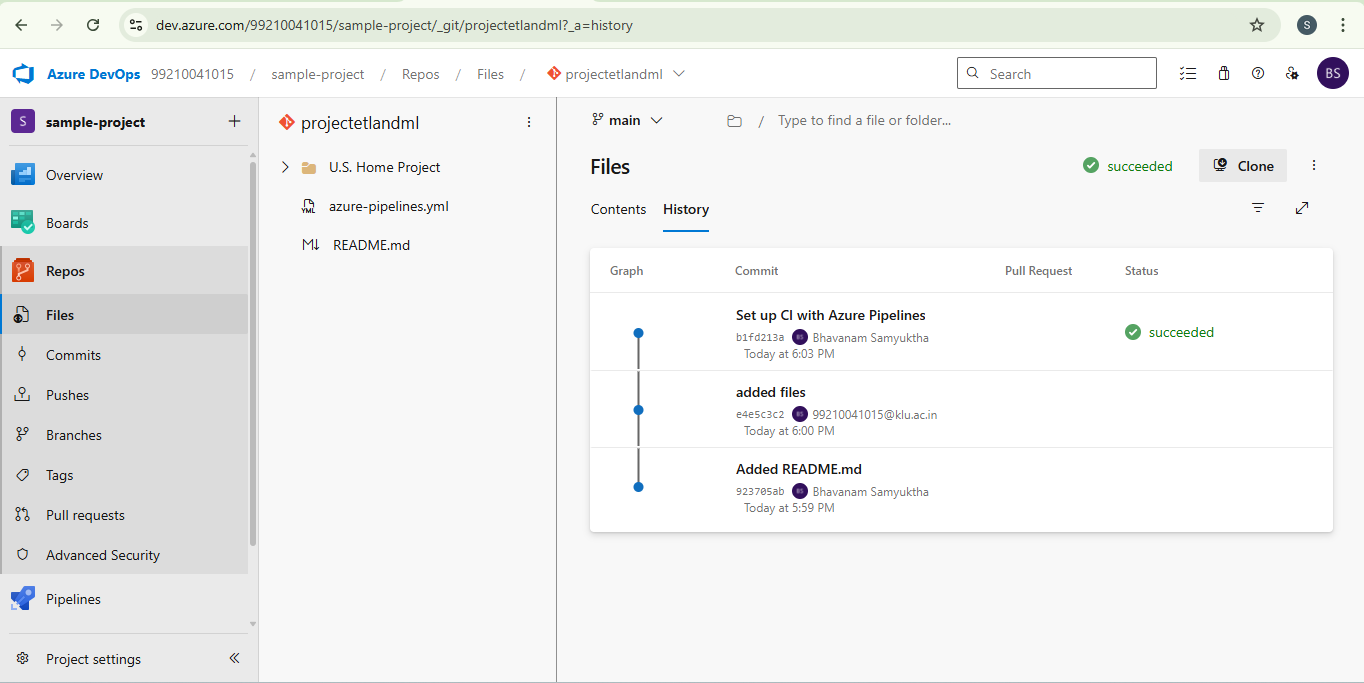 dev.azure.com/99210041015/sample-project/_git/projectetlandml?_a=history
S
Azure DevOps 99210041015 / sample-project / Repos / Files / projectetlandml
Search
BS
S sample-project
Overview
Boards
Repos
Files
Commits
Pushes
Branches
Tags
Pull requests
Advanced Security
Pipelines
Project settings
projectetlandml
U.S. Home Project
YML azure-pipelines.yml
M↓ README.md
main
/ Type to find a file or folder...
Files
succeeded
Clone
Contents History
Graph Commit Pull Request Status
Set up CI with Azure Pipelines
b1fd213a BS Bhavanam Samyuktha
Today at 6:03 PM
succeeded
added files
e4e5c3c2 BS 99210041015@klu.ac.in
Today at 6:00 PM
Added README.md
923705ab BS Bhavanam Samyuktha
Today at 5:59 PM